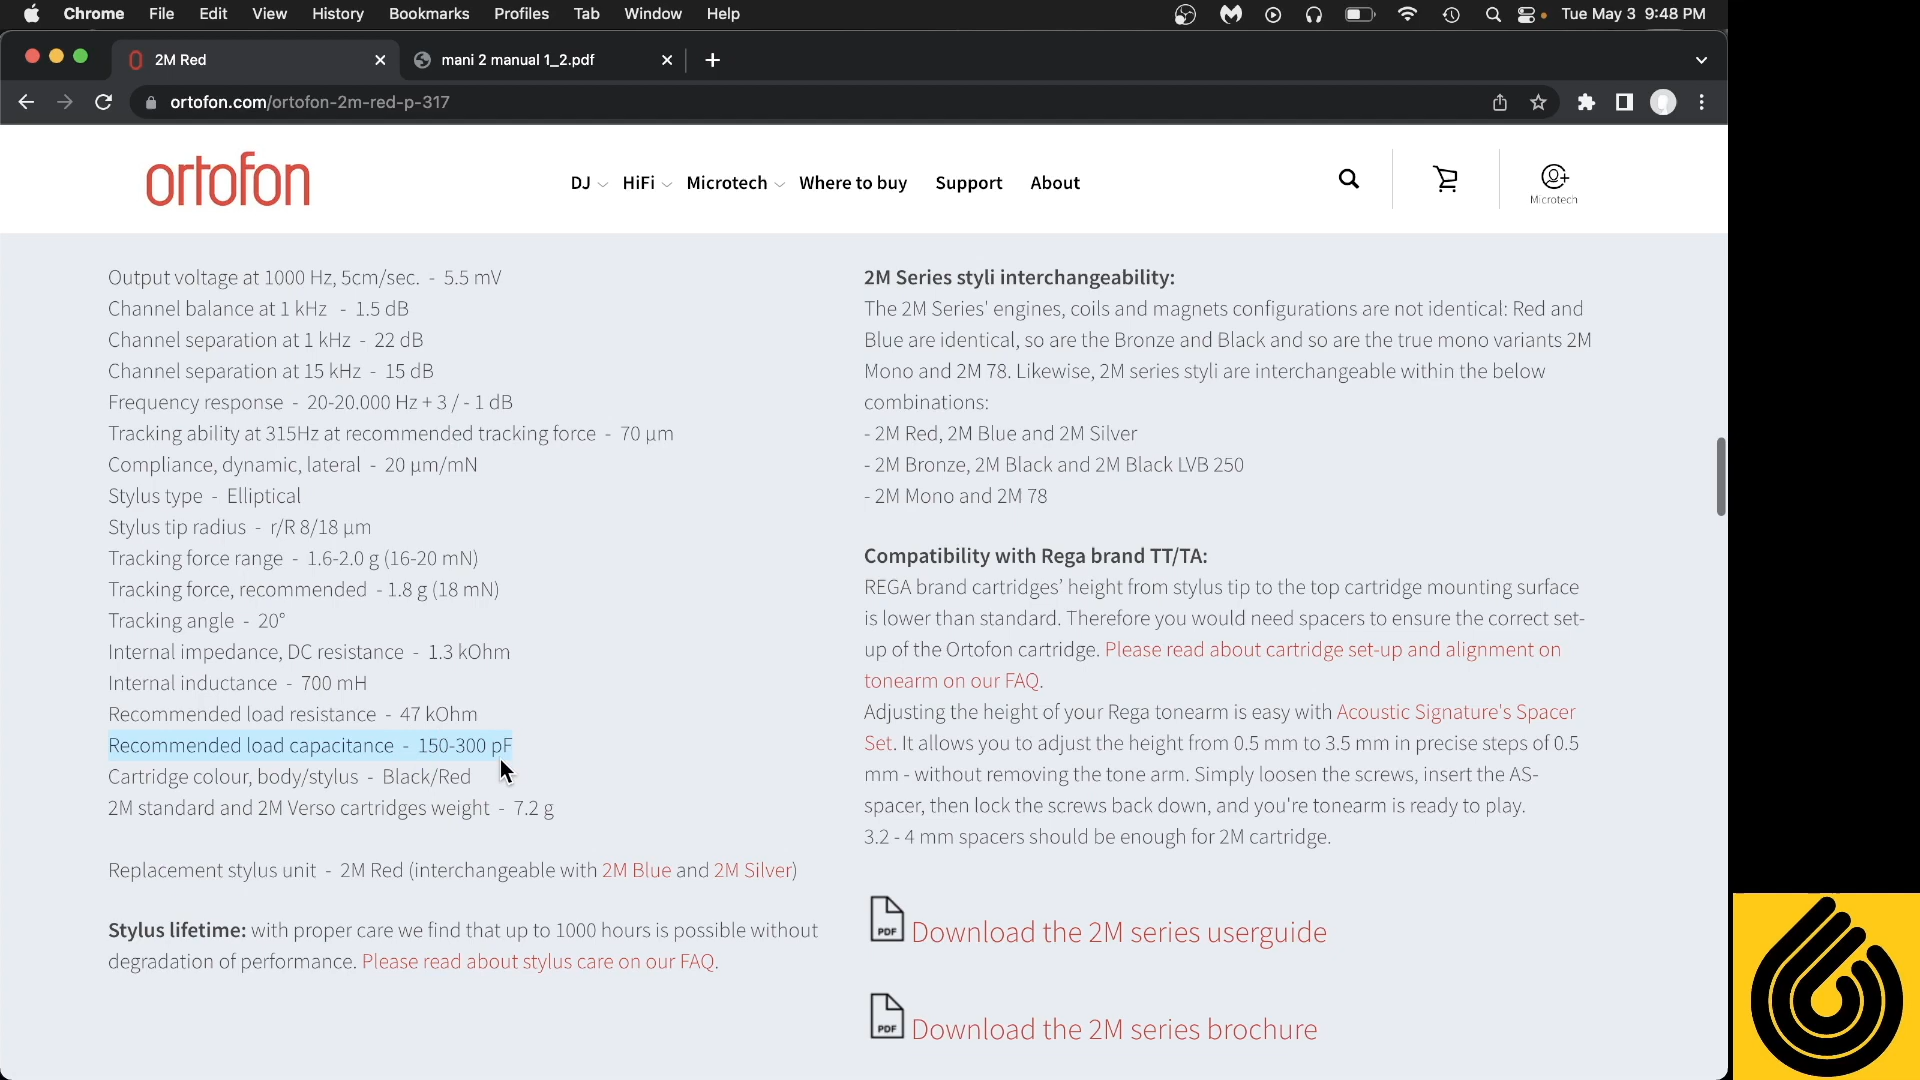 Chrome File Edit View History Bookmarks Profiles Tab Window Help
Tue May 3 9:48 PM
2M Red
mani 2 manual 1_2.pdf
ortofon.com/ortofon-2m-red-p-317
ortofon
DJ HiFi Microtech Where to buy Support About
Microtech
Output voltage at 1000 Hz, 5cm/sec. - 5.5 mV
Channel balance at 1 kHz - 1.5 dB
Channel separation at 1 kHz - 22 dB
Channel separation at 15 kHz - 15 dB
Frequency response - 20-20.000 Hz + 3 / - 1 dB
Tracking ability at 315Hz at recommended tracking force - 70 µm
Compliance, dynamic, lateral - 20 µm/mN
Stylus type - Elliptical
Stylus tip radius - r/R 8/18 µm
Tracking force range - 1.6-2.0 g (16-20 mN)
Tracking force, recommended - 1.8 g (18 mN)
Tracking angle - 20°
Internal impedance, DC resistance - 1.3 kOhm
Internal inductance - 700 mH
Recommended load resistance - 47 kOhm
Recommended load capacitance - 150-300 pF
Cartridge colour, body/stylus - Black/Red
2M standard and 2M Verso cartridges weight - 7.2 g
Replacement stylus unit - 2M Red (interchangeable with 2M Blue and 2M Silver)
Stylus lifetime: with proper care we find that up to 1000 hours is possible without
degradation of performance. Please read about stylus care on our FAQ.
2M Series styli interchangeability:
The 2M Series' engines, coils and magnets configurations are not identical: Red and
Blue are identical, so are the Bronze and Black and so are the true mono variants 2M
Mono and 2M 78. Likewise, 2M series styli are interchangeable within the below
combinations:
- 2M Red, 2M Blue and 2M Silver
- 2M Bronze, 2M Black and 2M Black LVB 250
- 2M Mono and 2M 78
Compatibility with Rega brand TT/TA:
REGA brand cartridges’ height from stylus tip to the top cartridge mounting surface
is lower than standard. Therefore you would need spacers to ensure the correct set-
up of the Ortofon cartridge. Please read about cartridge set-up and alignment on
tonearm on our FAQ.
Adjusting the height of your Rega tonearm is easy with Acoustic Signature's Spacer
Set. It allows you to adjust the height from 0.5 mm to 3.5 mm in precise steps of 0.5
mm - without removing the tone arm. Simply loosen the screws, insert the AS-
spacer, then lock the screws back down, and you're tonearm is ready to play.
3.2 - 4 mm spacers should be enough for 2M cartridge.
PDF Download the 2M series userguide
PDF Download the 2M series brochure